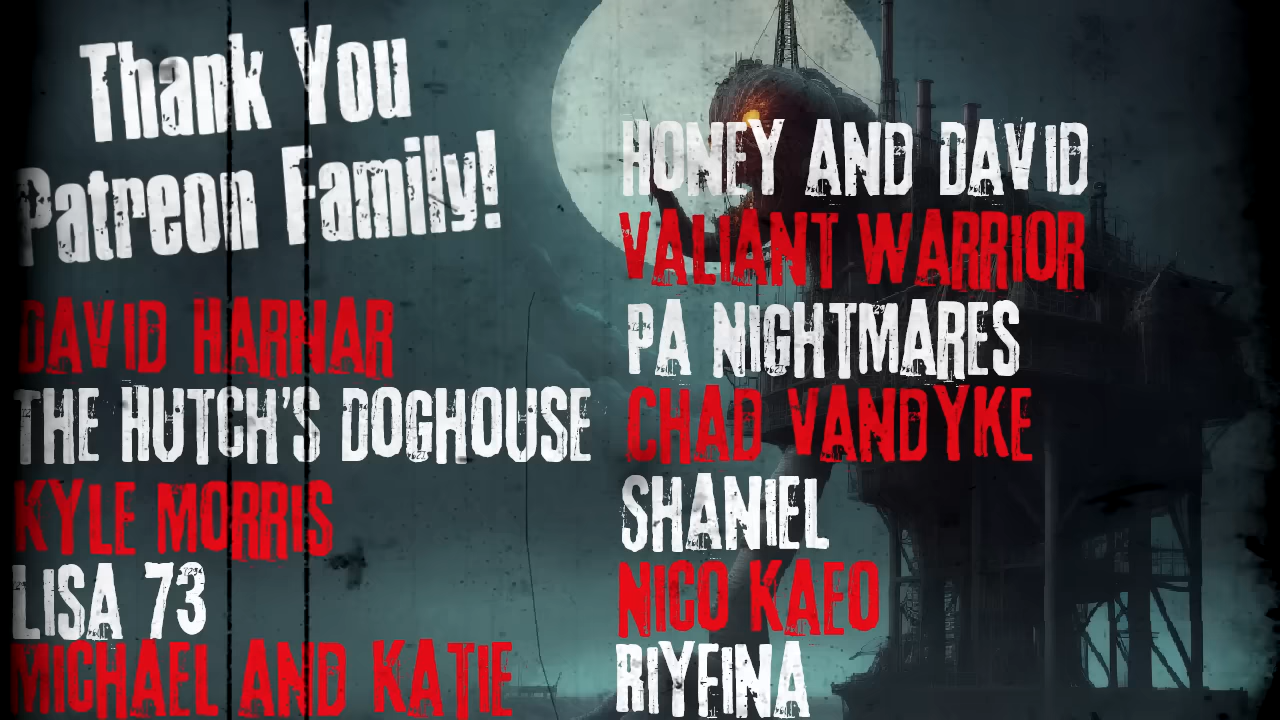 Thank You
Patreon Family!
DAVID HARNAR
THE HUTCH'S DOGHOUSE
KYLE MORRIS
LISA 73
MICHAEL AND KATIE
HONEY AND DAVID
VALIANT WARRIOR
PA NIGHTMARES
CHAD VANDYKE
SHANIEL
NICO KAEO
RIYEINA